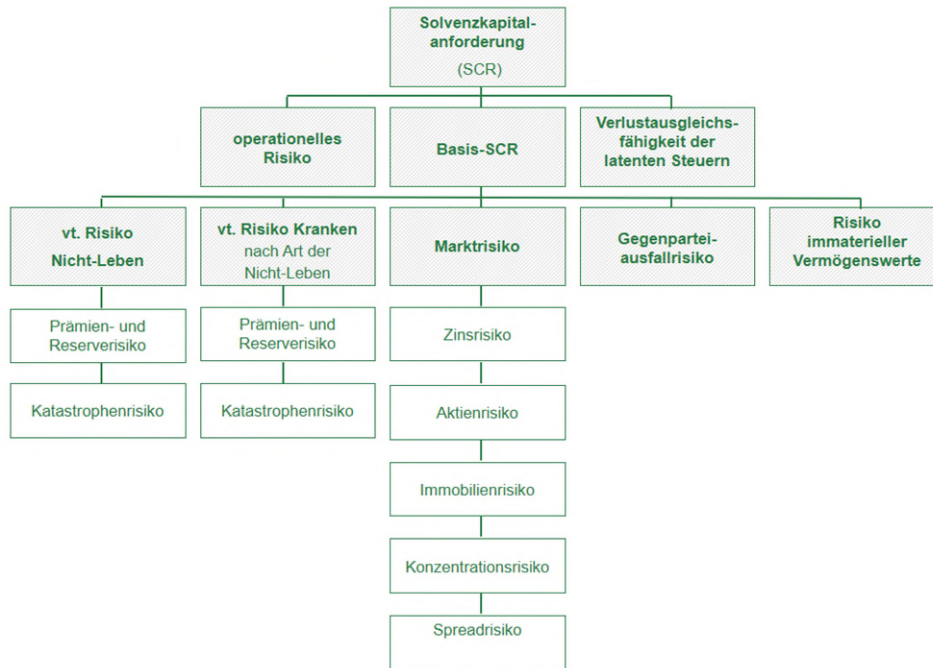 Solvenzkapital-
anforderung
(SCR)
operationelles
Risiko
Basis-SCR
Verlustausgleichs-
fähigkeit der
latenten Steuern
vt. Risiko
Nicht-Leben
vt. Risiko Kranken
nach Art der
Nicht-Leben
Marktrisiko
Gegenpartei-
ausfallrisiko
Risiko
immaterieller
Vermögenswerte
Prämien- und
Reserverisiko
Prämien- und
Reserverisiko
Zinsrisiko
Katastrophenrisiko
Katastrophenrisiko
Aktienrisiko
Immobilienrisiko
Konzentrationsrisiko
Spreadrisiko